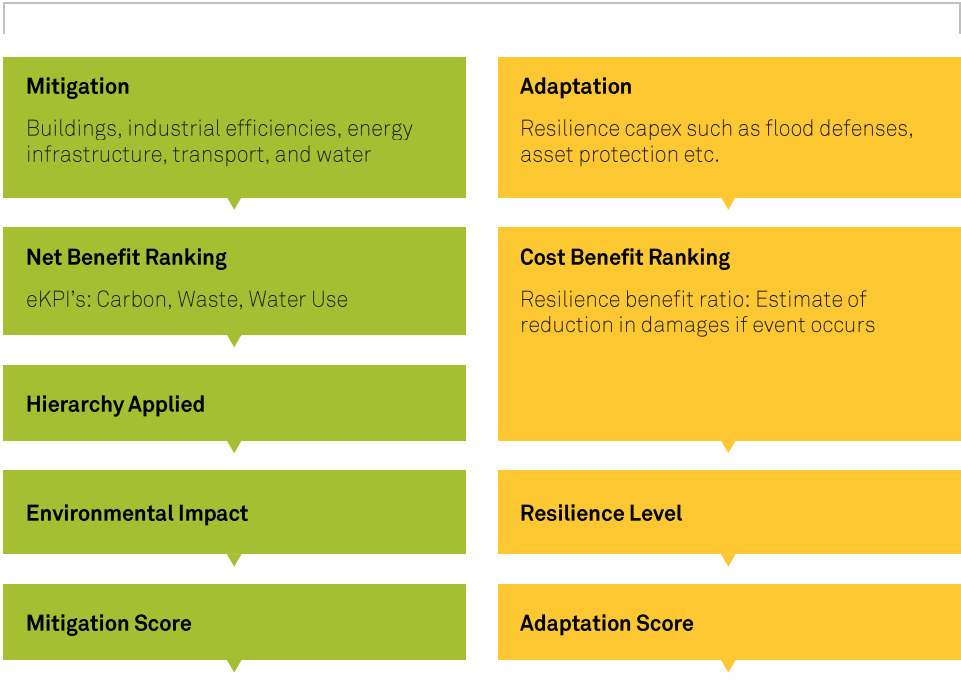 Mitigation
Buildings, industrial efficiencies, energy
infrastructure, transport, and water
Net Benefit Ranking
eKPI's: Carbon, Waste, Water Use
Hierarchy Applied
Environmental Impact
Mitigation Score
Adaptation
Resilience capex such as flood defenses,
asset protection etc.
Cost Benefit Ranking
Resilience benefit ratio: Estimate of
reduction in damages if event occurs
Resilience Level
Adaptation Score